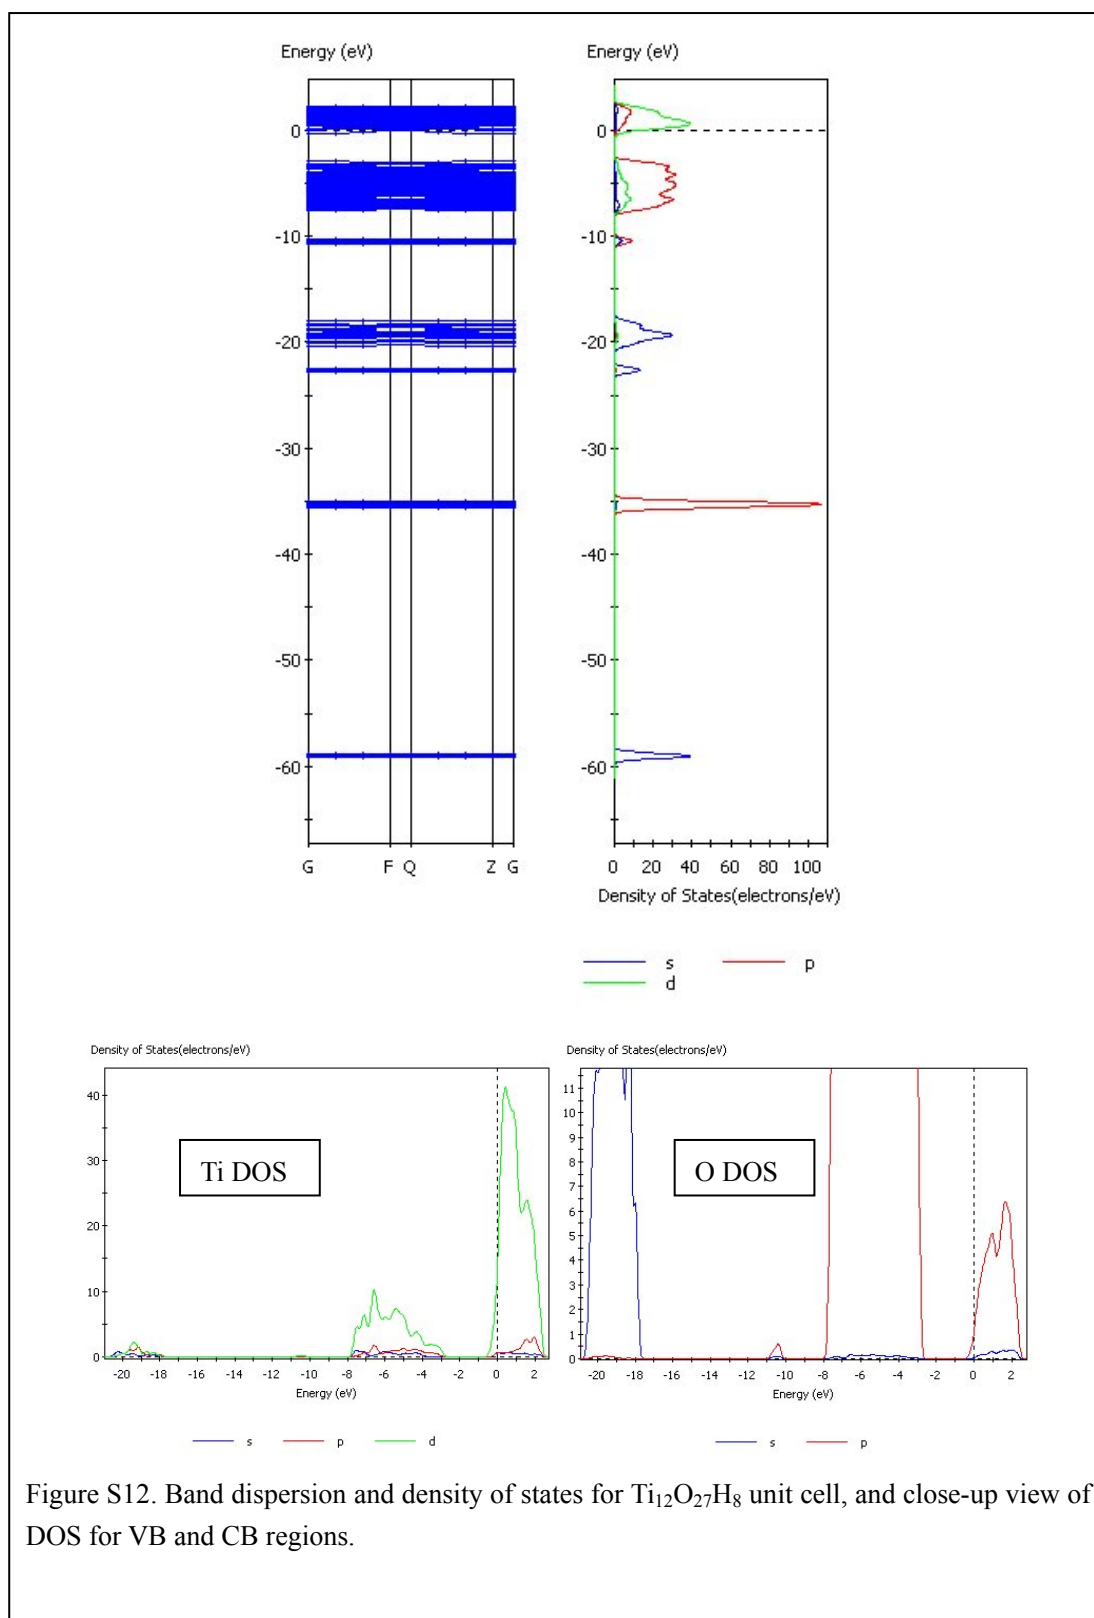 Energy (eV) Energy (eV)
0 0
-10 -10
-20 -20
-30 -30
-40 -40
-50 -50
-60 -60
G F Q Z G 0 20 40 60 80 100
Density of States(electrons/eV)
s p
d
Density of States(electrons/eV) Density of States(electrons/eV)
40 11
10
9
30 8
Ti DOS O DOS
7
6
20 5
4
10 3
2
1
0 0
-20 -18 -16 -14 -12 -10 -8 -6 -4 -2 0 2 -20 -18 -16 -14 -12 -10 -8 -6 -4 -2 0 2
Energy (eV) Energy (eV)
s p d s p
Figure S12. Band dispersion and density of states for Ti₁₂O₂₇H₈ unit cell, and close-up view of
DOS for VB and CB regions.